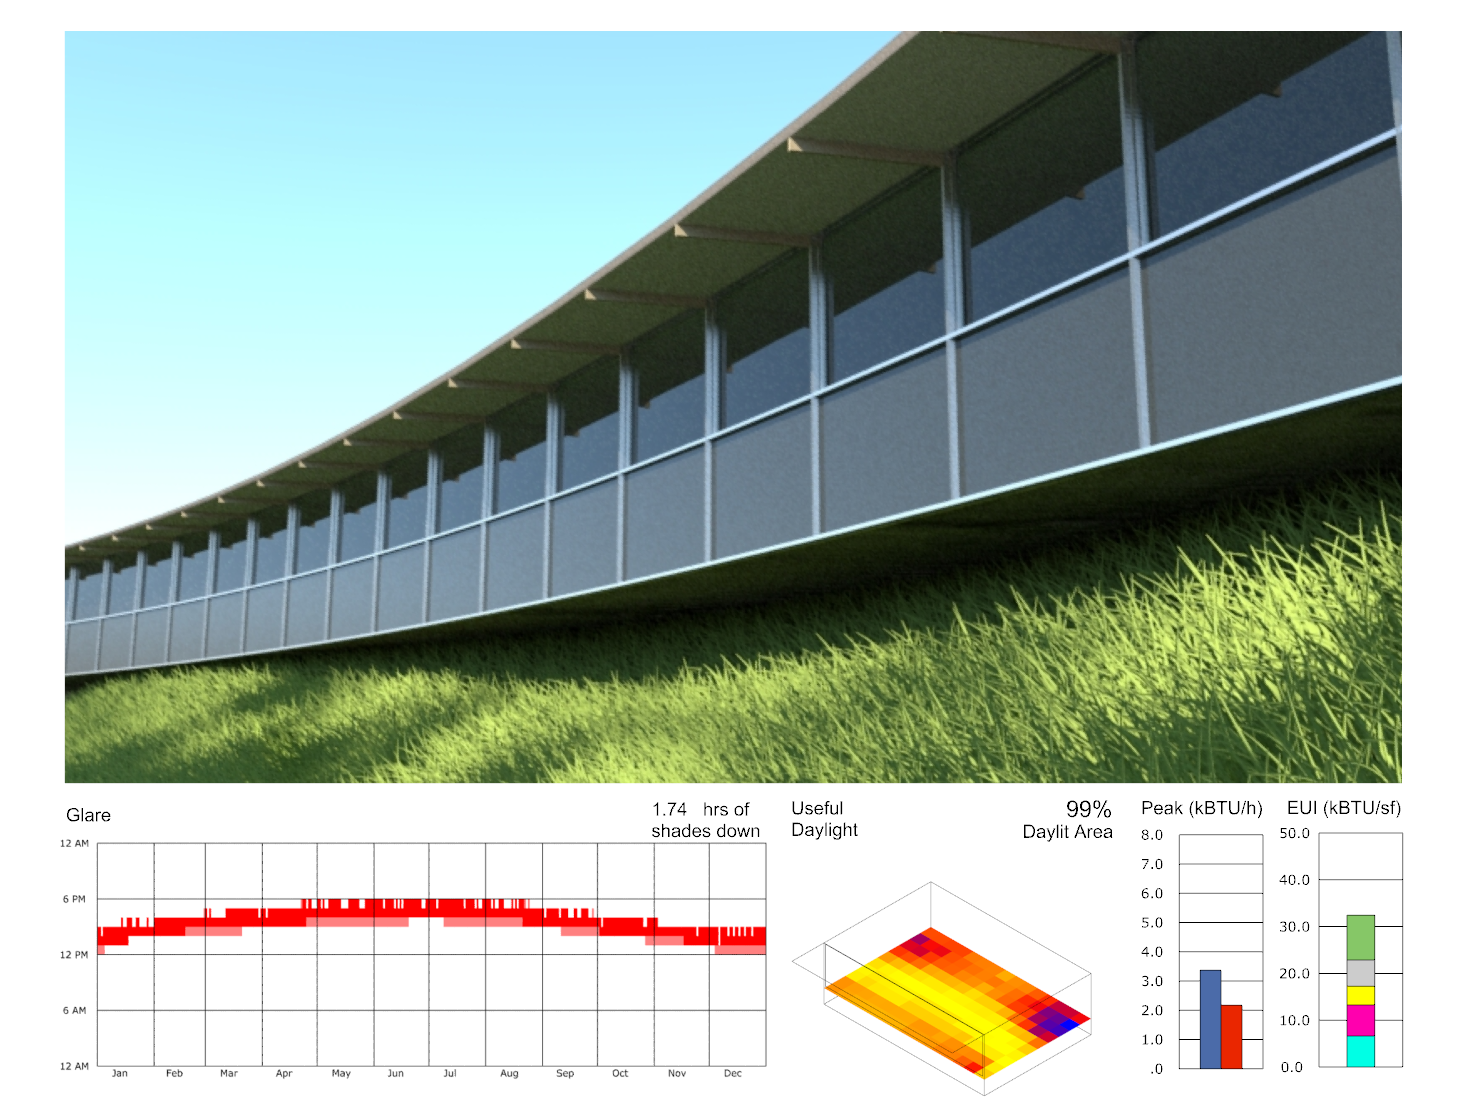 Glare
1.74 hrs of
shades down
12 AM
6 PM
12 PM
6 AM
12 AM
Jan Feb Mar Apr May Jun Jul Aug Sep Oct Nov Dec
Useful
Daylight
99%
Daylit Area
Peak (kBTU/h)
8.0
7.0
6.0
5.0
4.0
3.0
2.0
1.0
.0
EUI (kBTU/sf)
50.0
40.0
30.0
20.0
10.0
0.0